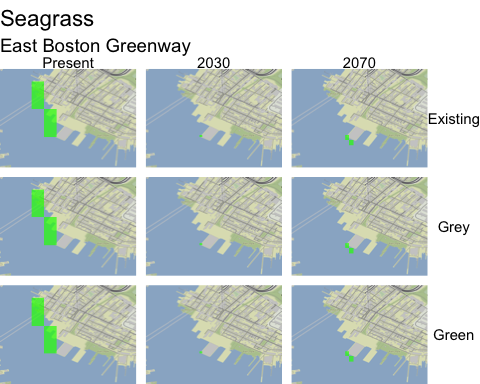 Seagrass
East Boston Greenway
Present 2030 2070
Existing
Grey
Green